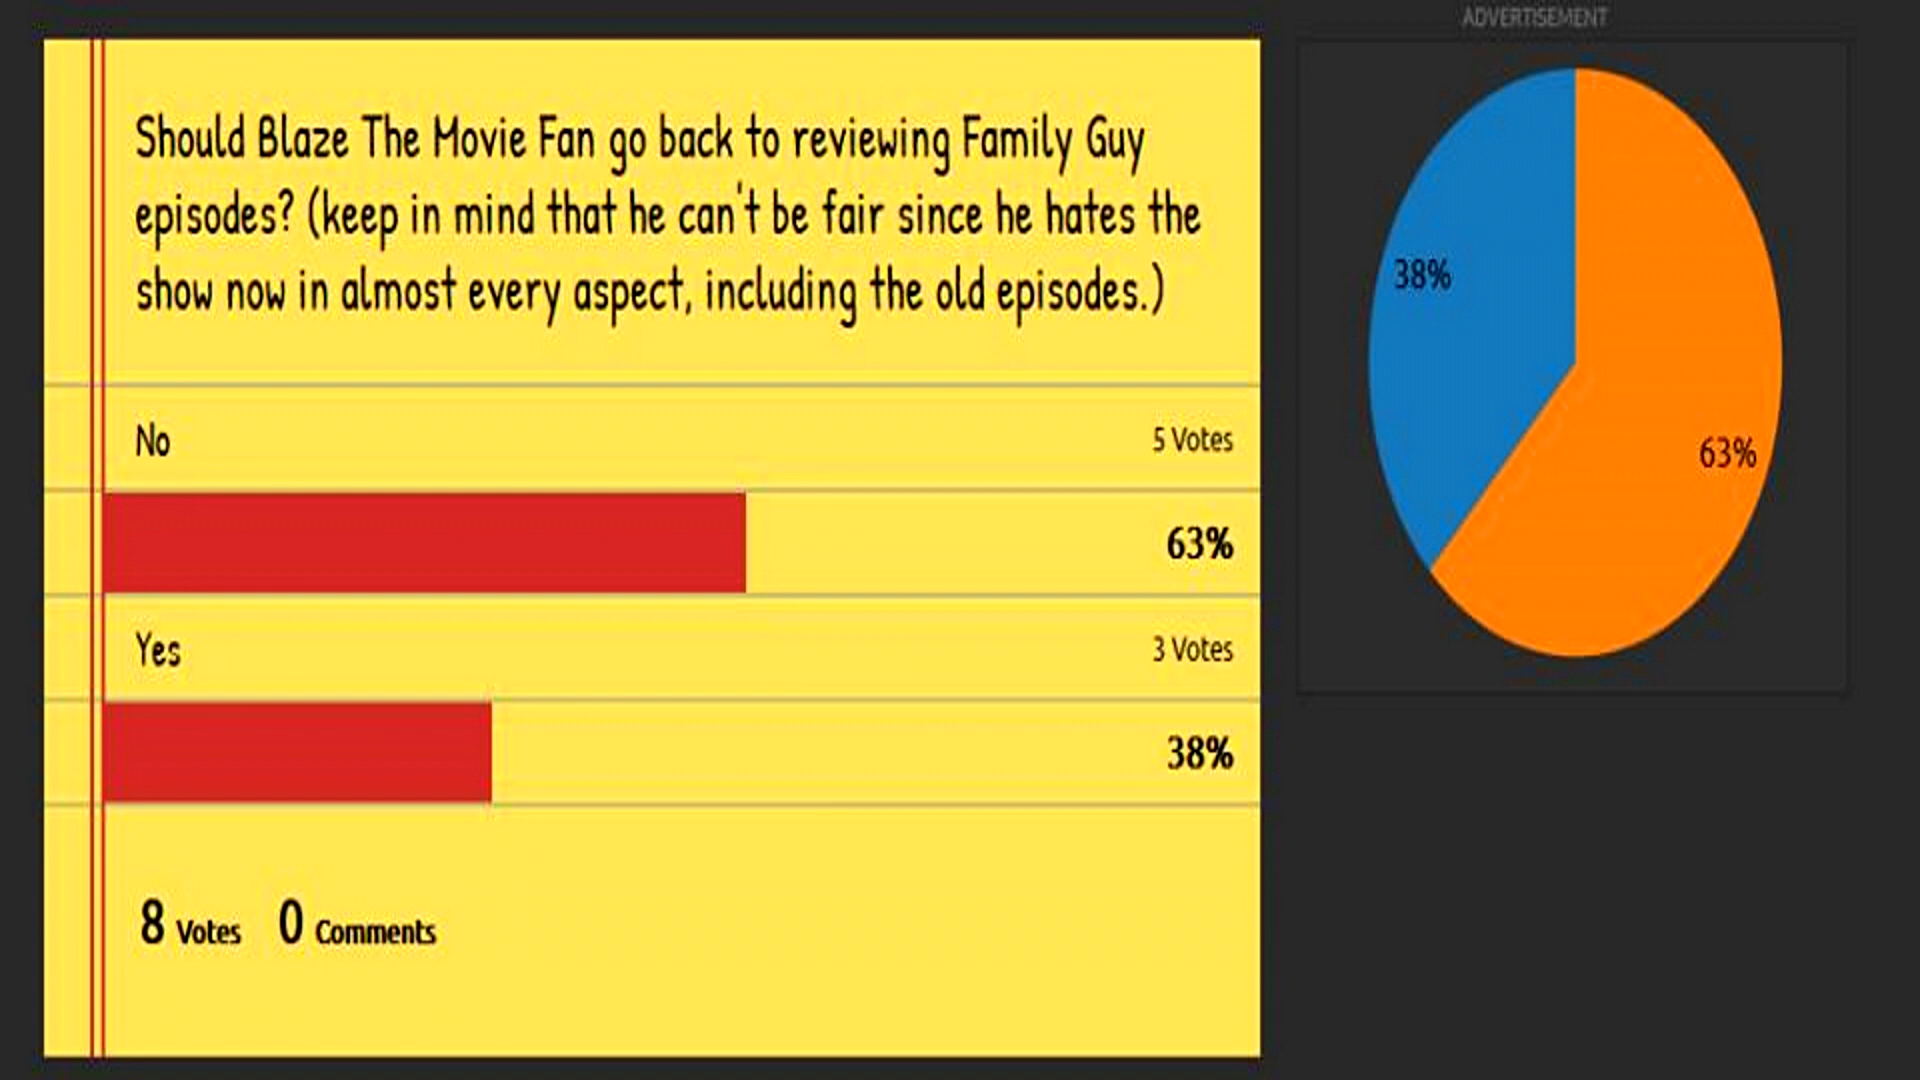 ADVERTISEMENT
Should Blaze The Movie Fan go back to reviewing Family Guy
episodes? (keep in mind that he can't be fair since he hates the
show now in almost every aspect, including the old episodes.)
No
5 Votes
63%
Yes
3 Votes
38%
8 Votes 0 Comments
38%
63%